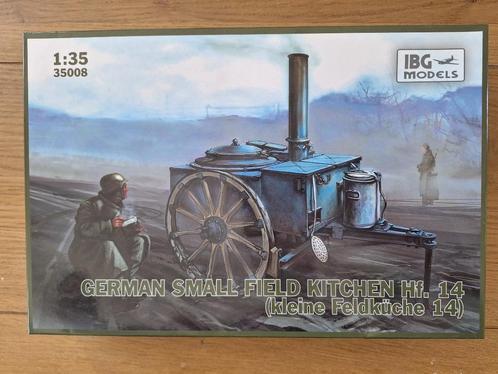 1:35
35008
IBG
MODELS
GERMAN SMALL FIELD KITCHEN Hf. 14
(kleine Feldküche 14)